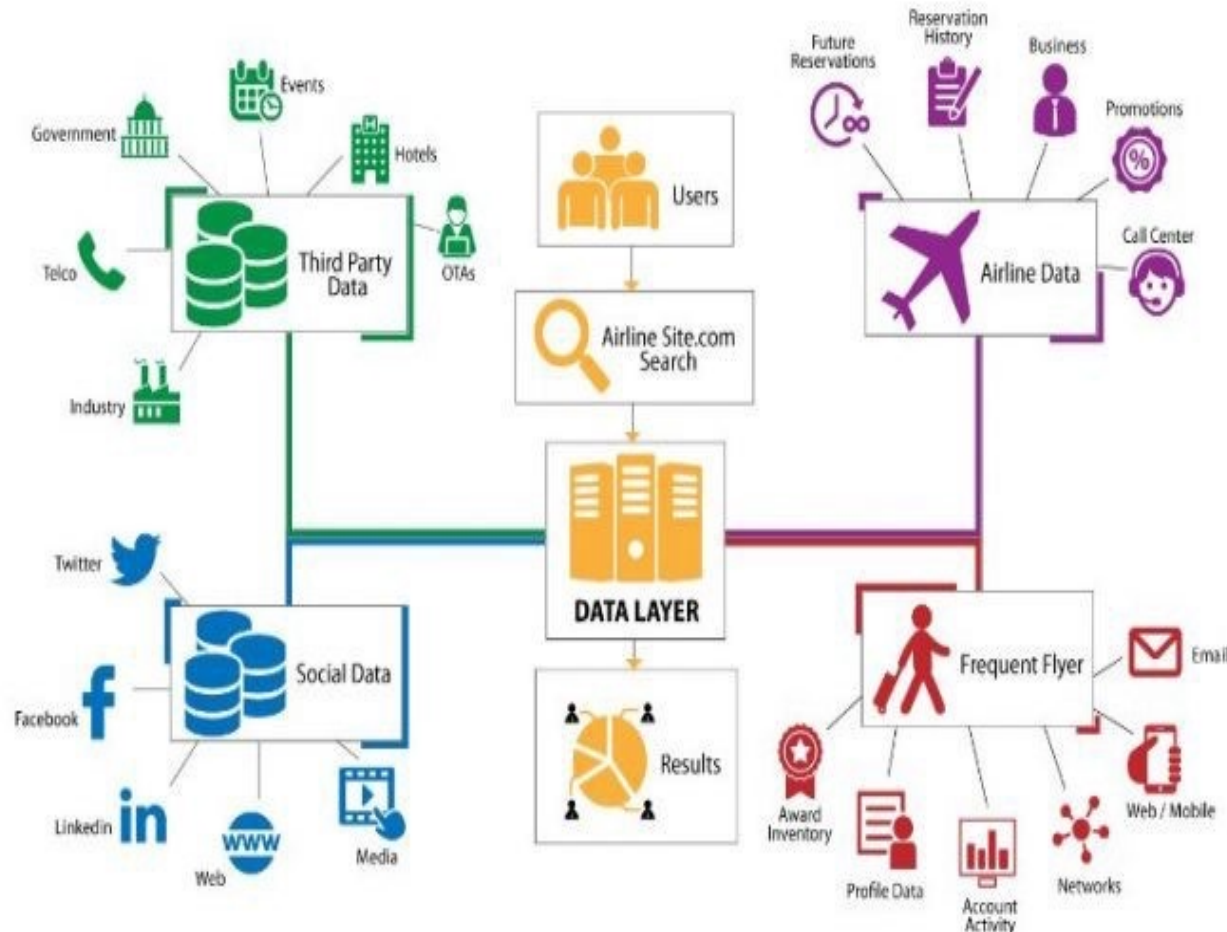 Government
Events
Hotels
Telco
Third Party
Data
OTAs
Industry
Users
Airline Site.com
Search
DATA LAYER
Results
Future
Reservations
Reservation
History
Business
Promotions
%
Call Center
Airline Data
Twitter
Social Data
Facebook
f
Linkedin
in
Web
WWW
Media
Frequent Flyer
Email
Award
Inventory
Profile Data
Account
Activity
Networks
Web / Mobile
H